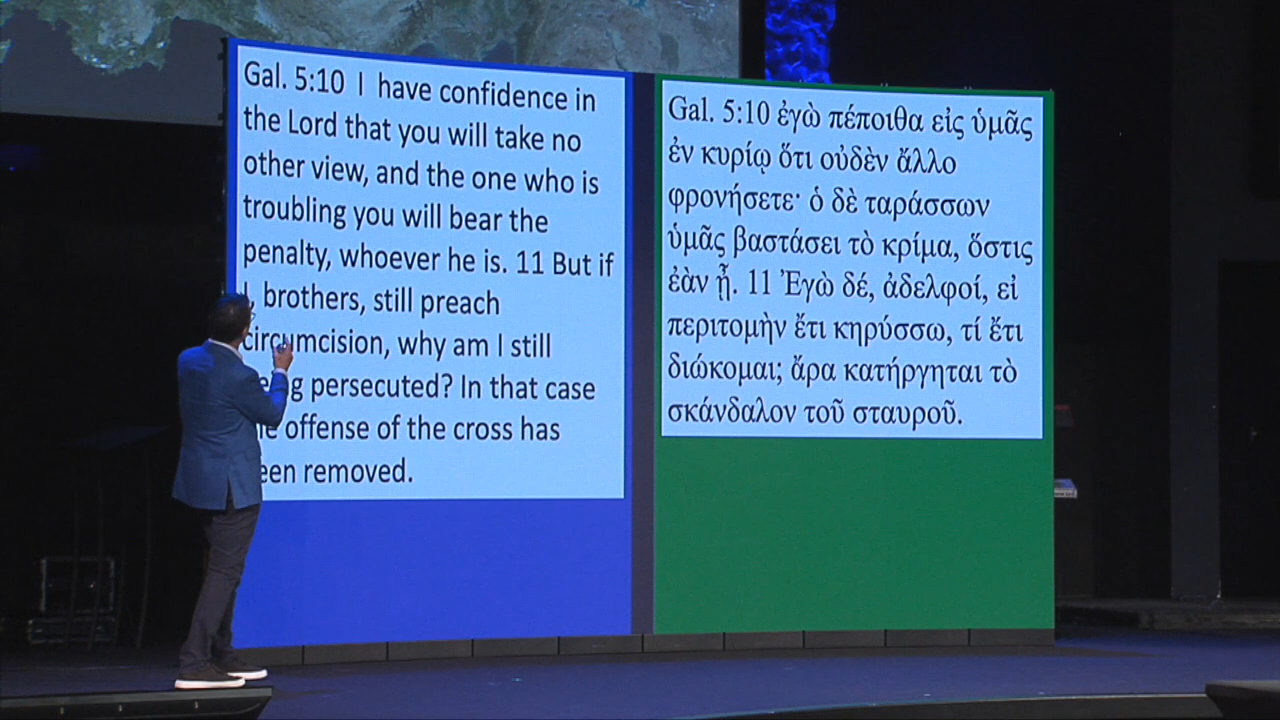 Gal. 5:10 I have confidence in
the Lord that you will take no
other view, and the one who is
troubling you will bear the
penalty, whoever he is. 11 But if
I, brothers, still preach
circumcision, why am I still
persecuted? In that case
offense of the cross has
removed.
Gal. 5:10 ἐγὼ πέποιθα εἰς ὑμᾶς
ἐν κυρίῳ ὅτι οὐδὲν ἄλλο
φρονήσετε· ὁ δὲ ταράσσων
ὑμᾶς βαστάσει τὸ κρίμα, ὅστις
ἐὰν ᾖ. 11 Ἐγὼ δέ, ἀδελφοί, εἰ
περιτομὴν ἔτι κηρύσσω, τί ἔτι
διώκομαι; ἄρα κατήργηται τὸ
σκάνδαλον τοῦ σταυροῦ.